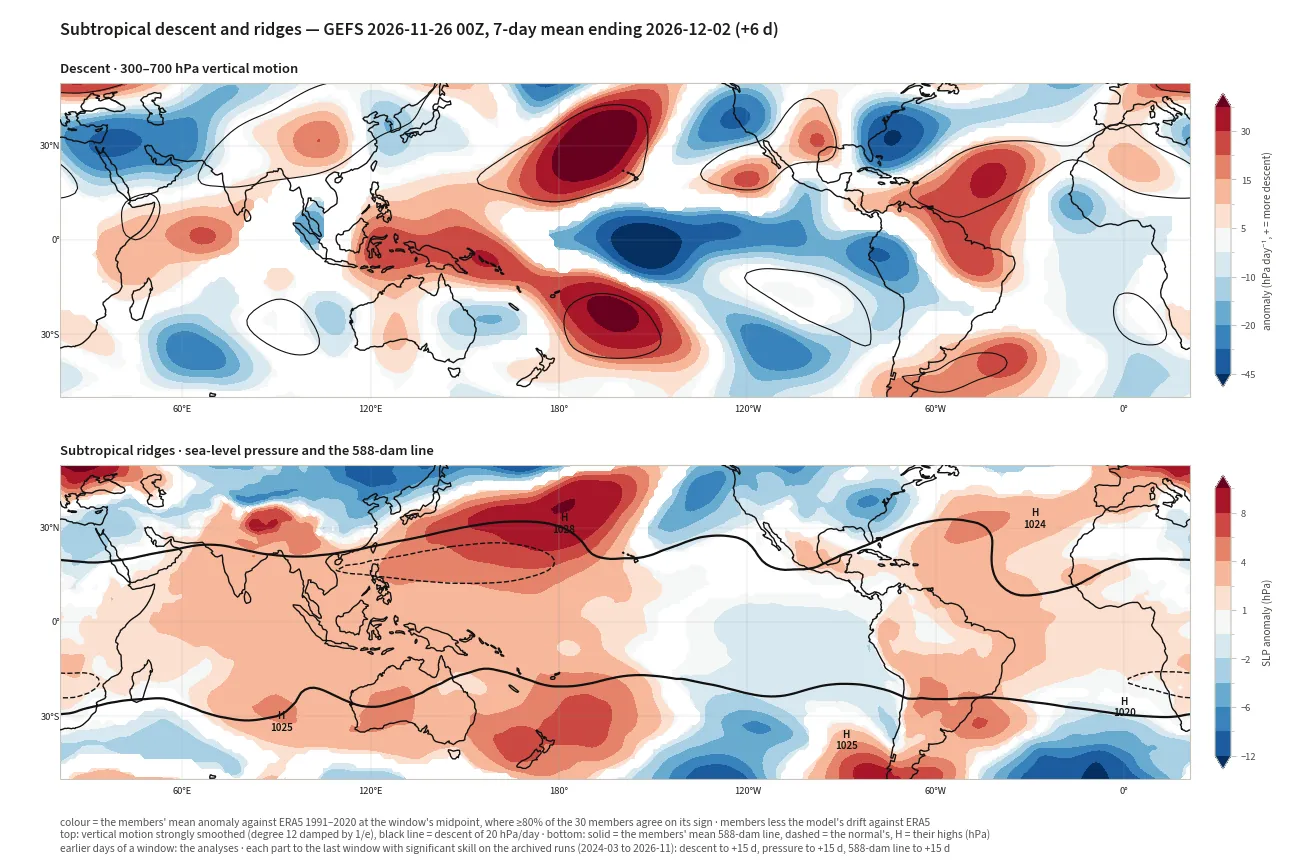 Subtropical descent and ridges — GEFS 2026-11-26 00Z, 7-day mean ending 2026-12-02 (+6 d)
Descent · 300–700 hPa vertical motion
30°N
0°
30°S
60°E
120°E
180°
120°W
60°W
0°
30
15
5
−10
−20
−45
anomaly (hPa day⁻¹, + = more descent)
Subtropical ridges · sea-level pressure and the 588-dam line
30°N
0°
30°S
H
1028
H
1024
H
1025
H
1025
H
1020
60°E
120°E
180°
120°W
60°W
0°
8
4
1
−2
−6
−12
SLP anomaly (hPa)
colour = the members' mean anomaly against ERA5 1991–2020 at the window's midpoint, where ≥80% of the 30 members agree on its sign · members less the model's drift against ERA5
top: vertical motion strongly smoothed (degree 12 damped by 1/e), black line = descent of 20 hPa/day · bottom: solid = the members' mean 588-dam line, dashed = the normal's, H = their highs (hPa)
earlier days of a window: the analyses · each part to the last window with significant skill on the archived runs (2024-03 to 2026-11): descent to +15 d, pressure to +15 d, 588-dam line to +15 d